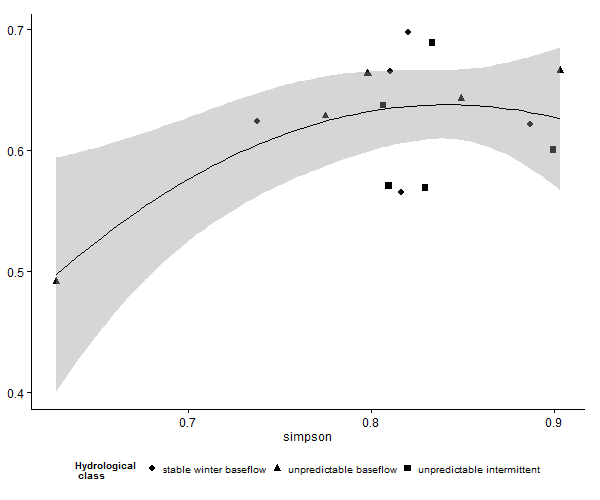 0.7
0.6
0.5
0.4
0.7 0.8 0.9
simpson
Hydrological
class
stable winter baseflow unpredictable baseflow unpredictable intermittent